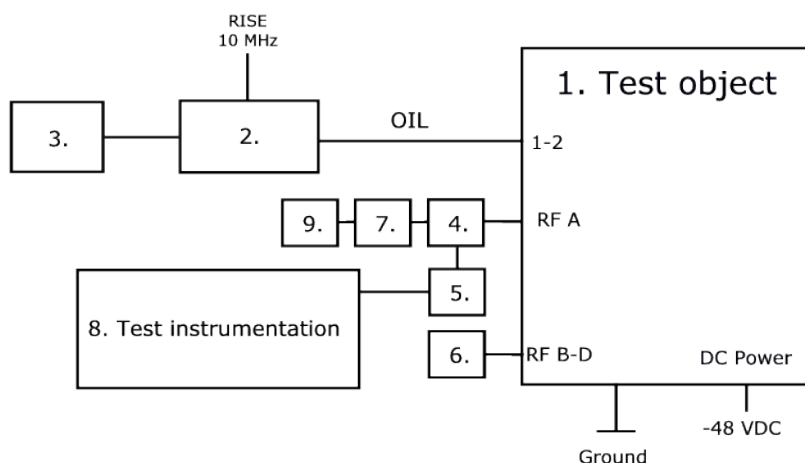 RISE
10 MHz
1. Test object
3.
2.
OIL
1-2
9.
7.
4.
RF A
5.
8. Test instrumentation
6.
RF B-D
DC Power
-48 VDC
Ground